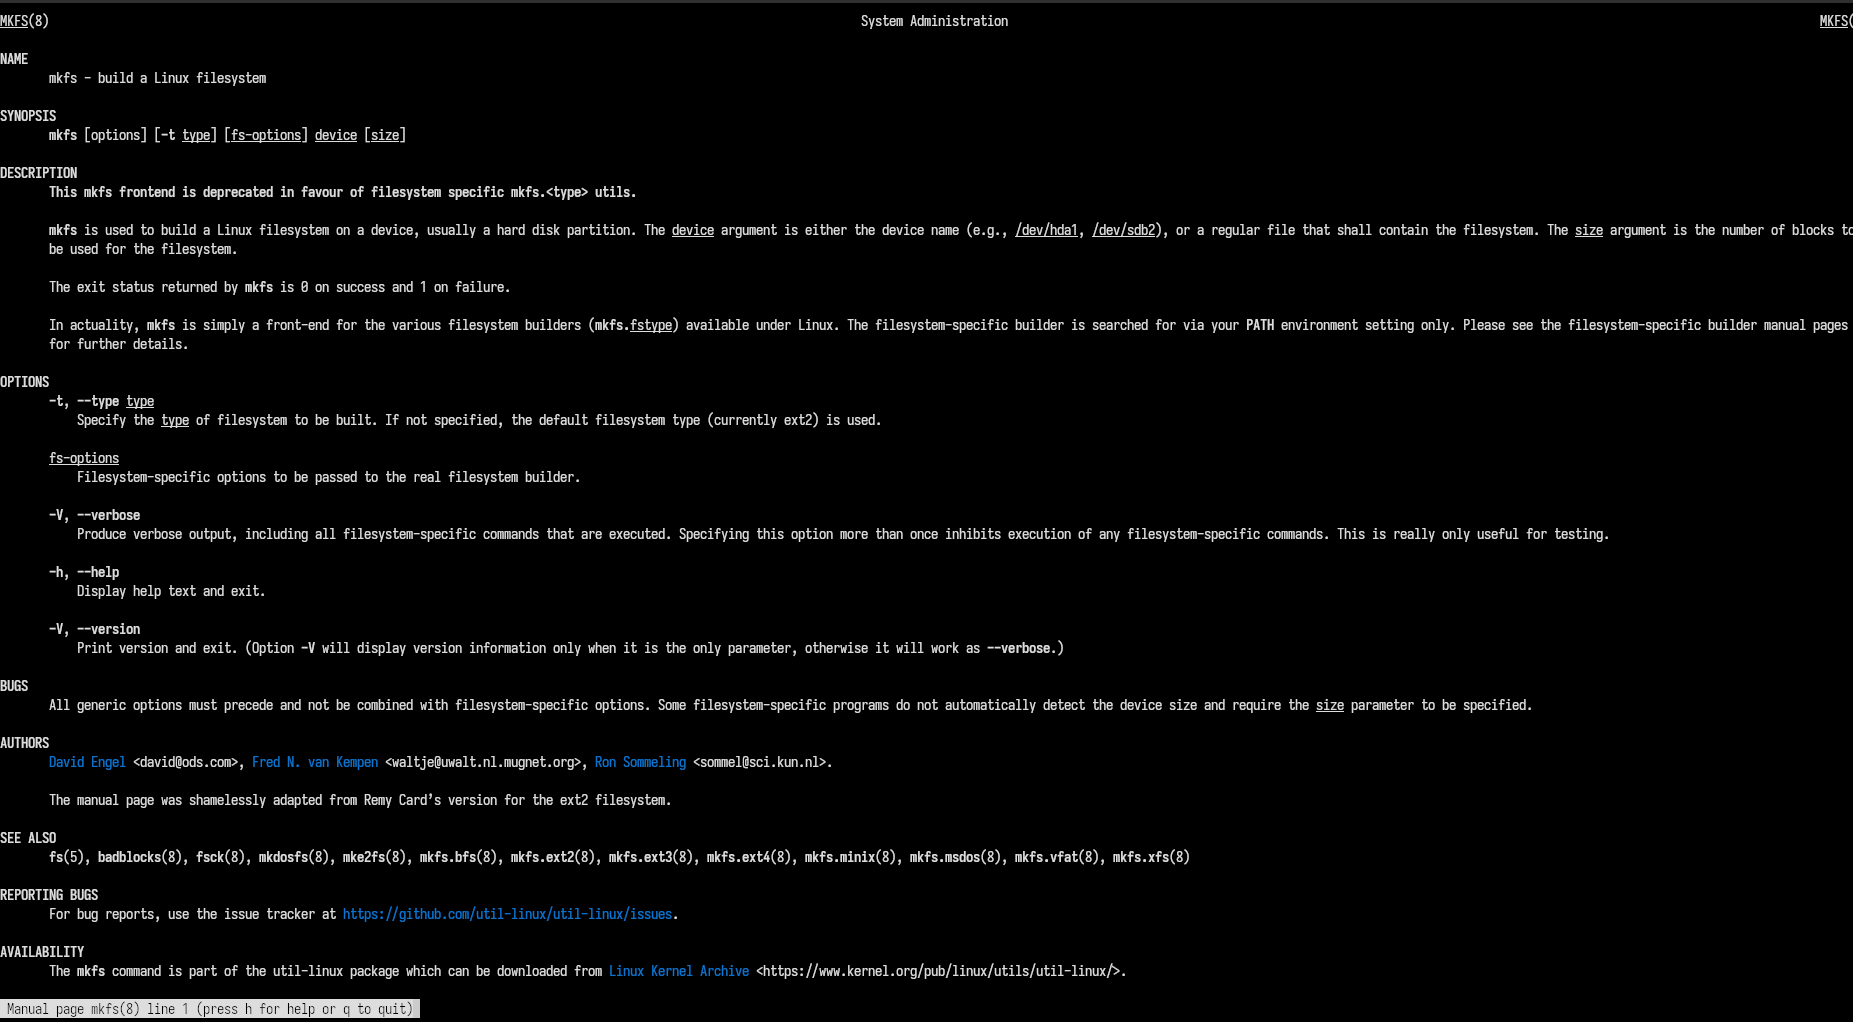 MKFS(8) System Administration MKFS(
NAME
mkfs - build a Linux filesystem
SYNOPSIS
mkfs [options] [-t type] [fs-options] device [size]
DESCRIPTION
This mkfs frontend is deprecated in favour of filesystem specific mkfs.<type> utils.
mkfs is used to build a Linux filesystem on a device, usually a hard disk partition. The device argument is either the device name (e.g., /dev/hda1, /dev/sdb2), or a regular file that shall contain the filesystem. The size argument is the number of blocks to
be used for the filesystem.
The exit status returned by mkfs is 0 on success and 1 on failure.
In actuality, mkfs is simply a front-end for the various filesystem builders (mkfs.fstype) available under Linux. The filesystem-specific builder is searched for via your PATH environment setting only. Please see the filesystem-specific builder manual pages
for further details.
OPTIONS
-t, --type type
Specify the type of filesystem to be built. If not specified, the default filesystem type (currently ext2) is used.
fs-options
Filesystem-specific options to be passed to the real filesystem builder.
-V, --verbose
Produce verbose output, including all filesystem-specific commands that are executed. Specifying this option more than once inhibits execution of any filesystem-specific commands. This is really only useful for testing.
-h, --help
Display help text and exit.
-V, --version
Print version and exit. (Option -V will display version information only when it is the only parameter, otherwise it will work as --verbose.)
BUGS
All generic options must precede and not be combined with filesystem-specific options. Some filesystem-specific programs do not automatically detect the device size and require the size parameter to be specified.
AUTHORS
David Engel <david@ods.com>, Fred N. van Kempen <waltje@uwalt.nl.mugnet.org>, Ron Sommeling <sommel@sci.kun.nl>.
The manual page was shamelessly adapted from Remy Card’s version for the ext2 filesystem.
SEE ALSO
fs(5), badblocks(8), fsck(8), mkdosfs(8), mke2fs(8), mkfs.bfs(8), mkfs.ext2(8), mkfs.ext3(8), mkfs.ext4(8), mkfs.minix(8), mkfs.msdos(8), mkfs.vfat(8), mkfs.xfs(8)
REPORTING BUGS
For bug reports, use the issue tracker at https://github.com/util-linux/util-linux/issues.
AVAILABILITY
The mkfs command is part of the util-linux package which can be downloaded from Linux Kernel Archive <https://www.kernel.org/pub/linux/utils/util-linux/>.
Manual page mkfs(8) line 1 (press h for help or q to quit)